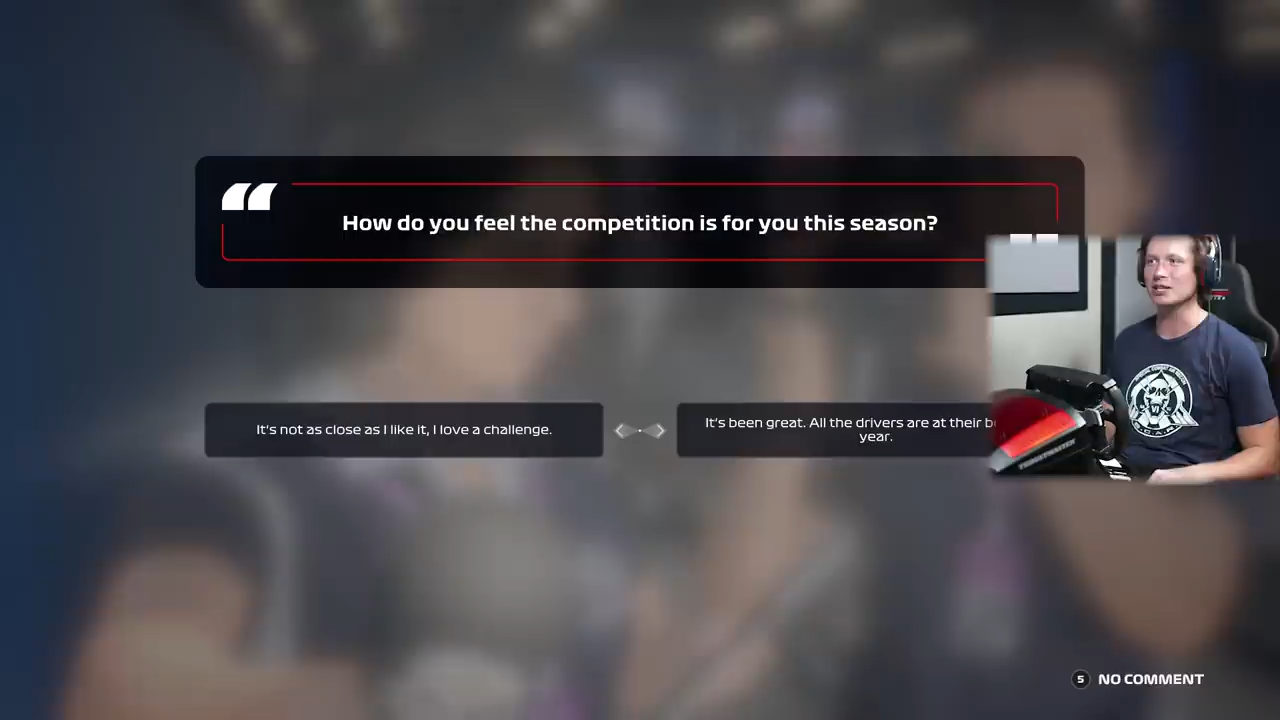 How do you feel the competition is for you this season?
It's not as close as I like it, I love a challenge.
It's been great. All the drivers are at their
year.
THRUSTMASTER
S NO COMMENT